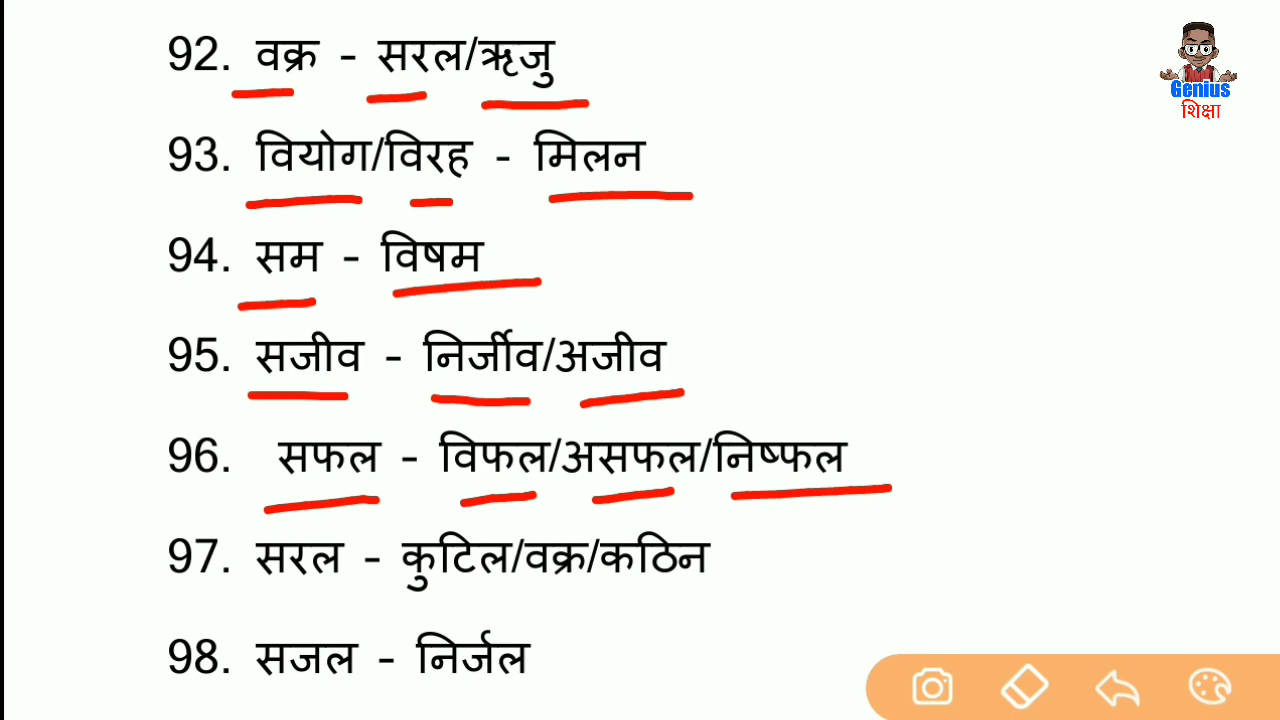 92. वक्र - सरल/ऋजु
93. वियोग/विरह - मिलन
94. सम - विषम
95. सजीव - निर्जीव/अजीव
96. सफल - विफल/असफल/निष्फल
97. सरल - कुटिल/वक्र/कठिन
98. सजल - निर्जल
Genius
शिक्षा